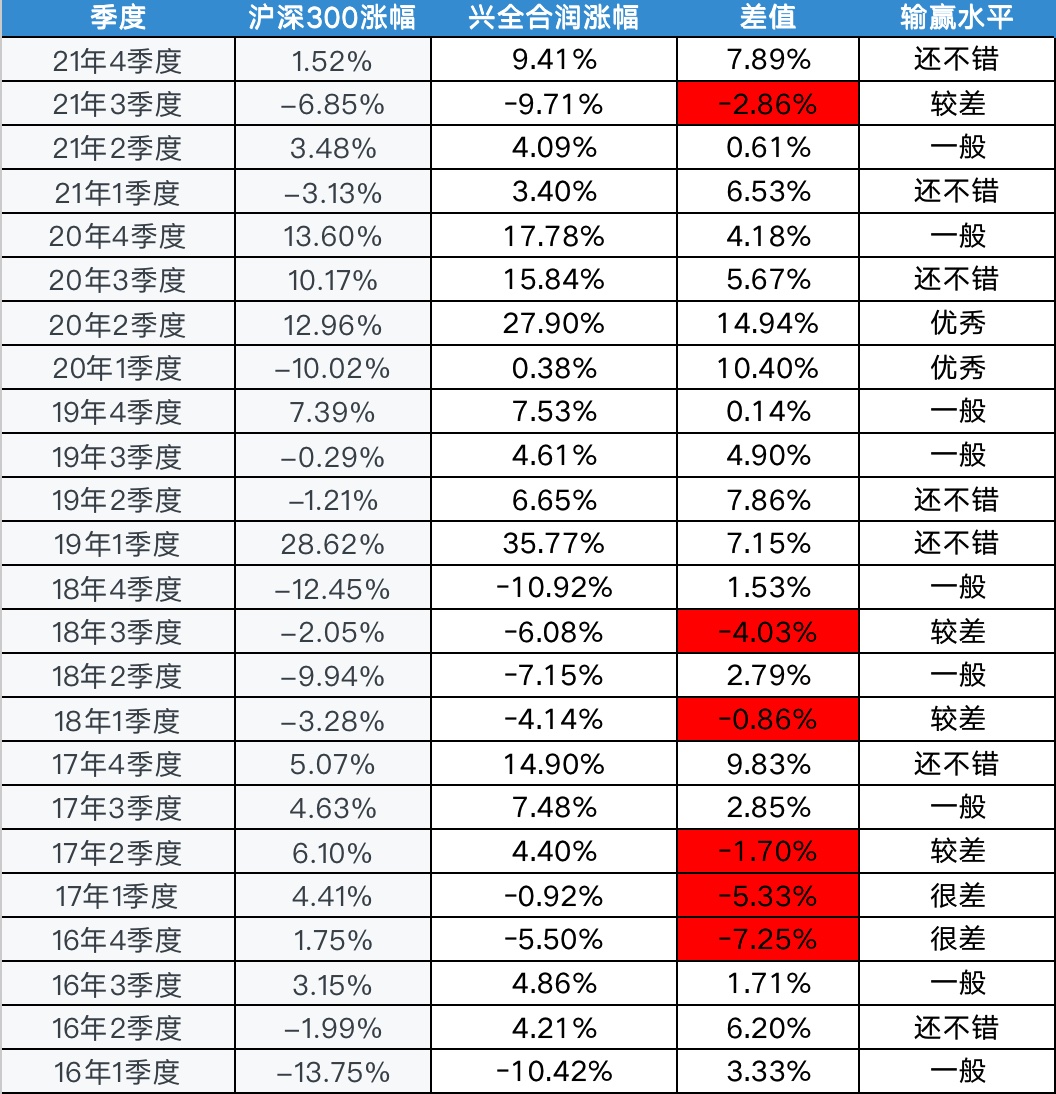 季度 沪深300涨幅 兴全合润涨幅 差值 输赢水平
21年4季度 1.52% 9.41% 7.89% 还不错
21年3季度 −6.85% -9.71% -2.86% 较差
21年2季度 3.48% 4.09% 0.61% 一般
21年1季度 −3.13% 3.40% 6.53% 还不错
20年4季度 13.60% 17.78% 4.18% 一般
20年3季度 10.17% 15.84% 5.67% 还不错
20年2季度 12.96% 27.90% 14.94% 优秀
20年1季度 −10.02% 0.38% 10.40% 优秀
19年4季度 7.39% 7.53% 0.14% 一般
19年3季度 −0.29% 4.61% 4.90% 一般
19年2季度 −1.21% 6.65% 7.86% 还不错
19年1季度 28.62% 35.77% 7.15% 还不错
18年4季度 −12.45% -10.92% 1.53% 一般
18年3季度 −2.05% -6.08% -4.03% 较差
18年2季度 −9.94% -7.15% 2.79% 一般
18年1季度 −3.28% -4.14% -0.86% 较差
17年4季度 5.07% 14.90% 9.83% 还不错
17年3季度 4.63% 7.48% 2.85% 一般
17年2季度 6.10% 4.40% -1.70% 较差
17年1季度 4.41% -0.92% -5.33% 很差
16年4季度 1.75% -5.50% -7.25% 很差
16年3季度 3.15% 4.86% 1.71% 一般
16年2季度 −1.99% 4.21% 6.20% 还不错
16年1季度 −13.75% -10.42% 3.33% 一般